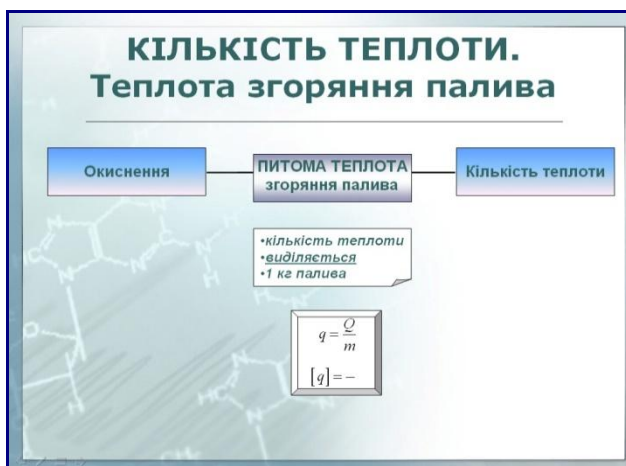 КІЛЬКІСТЬ ТЕПЛОТИ.
Теплота згоряння палива
Окиснення
ПИТОМА ТЕПЛОТА
згоряння палива
Кількість теплоти
•кількість теплоти
•виділяється
•1 кг палива
q = Q/m
[q] = –